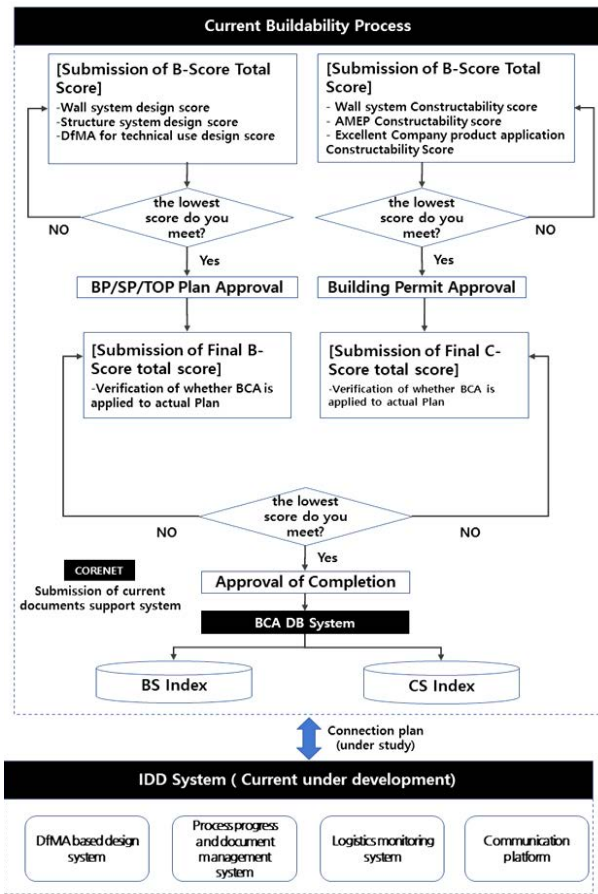 Current Buildability Process
[Submission of B-Score Total
Score]
-Wall system design score
-Structure system design score
-DfMA for technical use design score
[Submission of B-Score Total
Score]
- Wall system Constructability score
- AMEP Constructability score
- Excellent Company product application
Constructability Score
the lowest
score do you
meet?
NO
Yes
the lowest
score do you
meet?
NO
Yes
BP/SP/TOP Plan Approval
Building Permit Approval
[Submission of Final B-
Score total score]
-Verification of whether BCA is
applied to actual Plan
[Submission of Final C-
Score total score]
-Verification of whether BCA is
applied to actual Plan
the lowest
score do you
meet?
NO
NO
Yes
CORENET
Submission of current
documents support system
Approval of Completion
BCA DB System
BS Index
CS Index
Connection plan
(under study)
IDD System ( Current under development)
DfMA based design
system
Process progress
and document
management
system
Logistics monitoring
system
Communication
platform